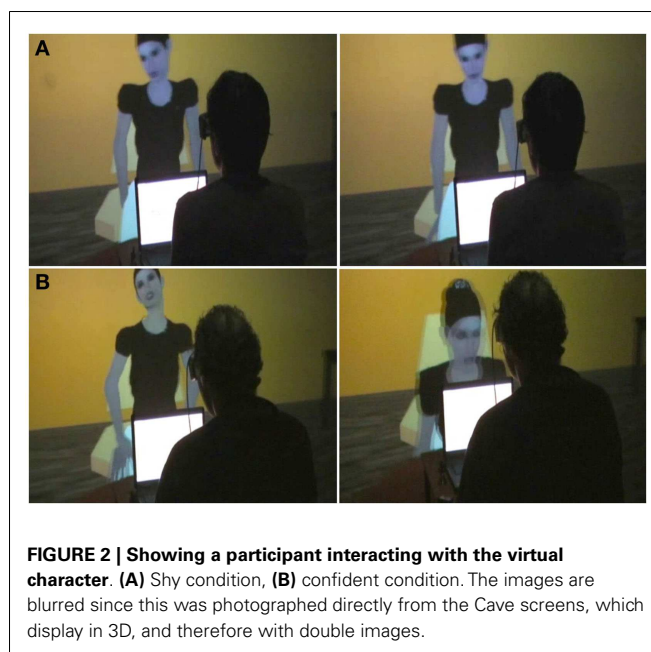 A
B
FIGURE 2 | Showing a participant interacting with the virtual
character. (A) Shy condition, (B) confident condition. The images are
blurred since this was photographed directly from the Cave screens, which
display in 3D, and therefore with double images.